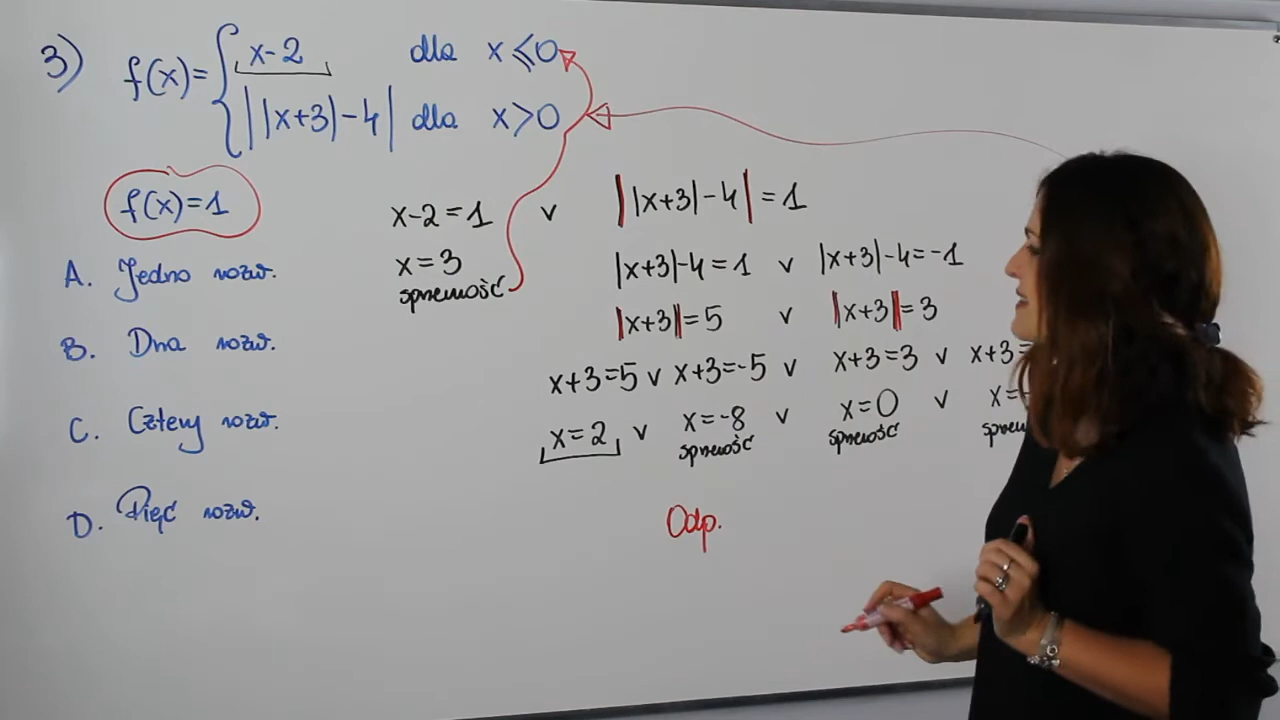 3) f(x)= { x-2 dla x⩽0
||x+3|-4| dla x>0
f(x)=1
x-2=1 v ||x+3|-4|=1
x=3
sprzeczność
|x+3|-4=1 v |x+3|-4=-1
|x+3|=5 v |x+3|=3
x+3=5 v x+3=-5 v x+3=3 v x+3=
x=2 v x=-8 v x=0 v x=
sprzeczność sprzeczność
A. Jedno rozw.
B. Dwa rozw.
C. Cztery rozw.
D. Pięć rozw.
Odp.